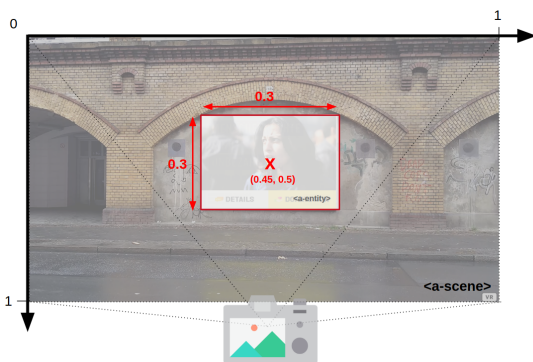 0
1
0.3
0.3
X
(0.45, 0.5)
DETAILS
<a-entity>
<a-scene>
VR
1